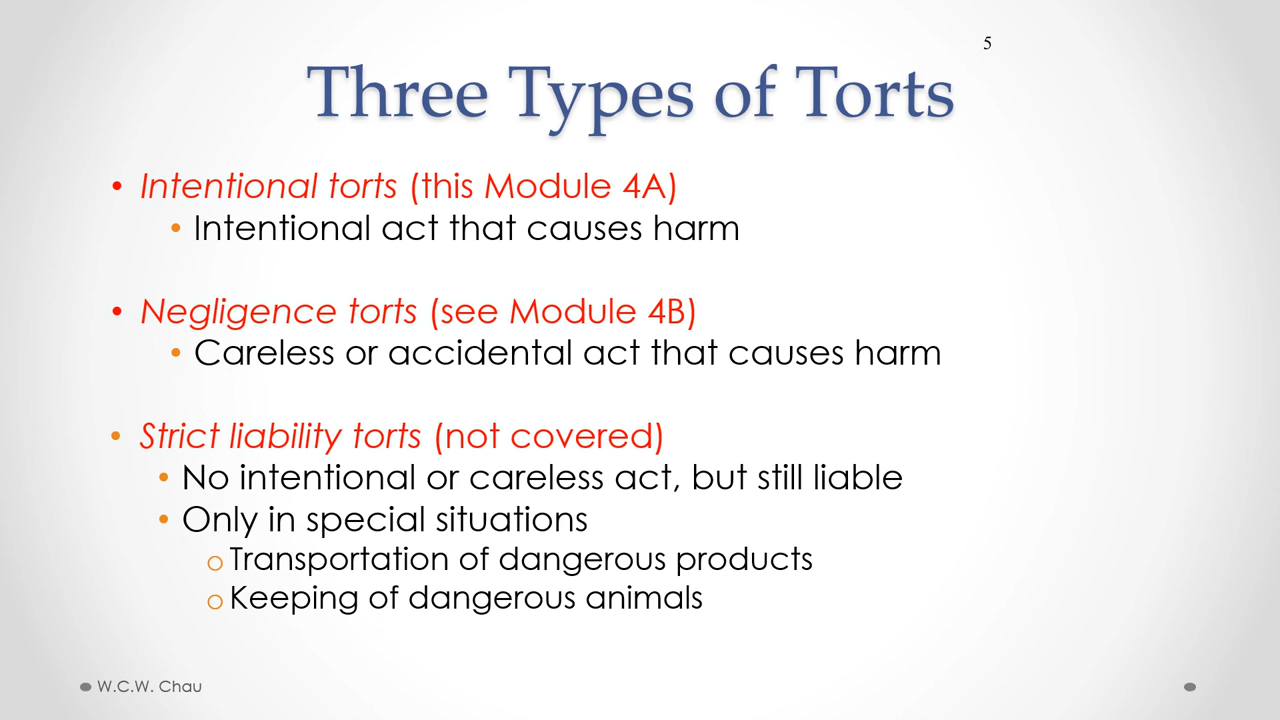 5
Three Types of Torts
• Intentional torts (this Module 4A)
• Intentional act that causes harm
• Negligence torts (see Module 4B)
• Careless or accidental act that causes harm
• Strict liability torts (not covered)
• No intentional or careless act, but still liable
• Only in special situations
o Transportation of dangerous products
o Keeping of dangerous animals
W.C.W. Chau